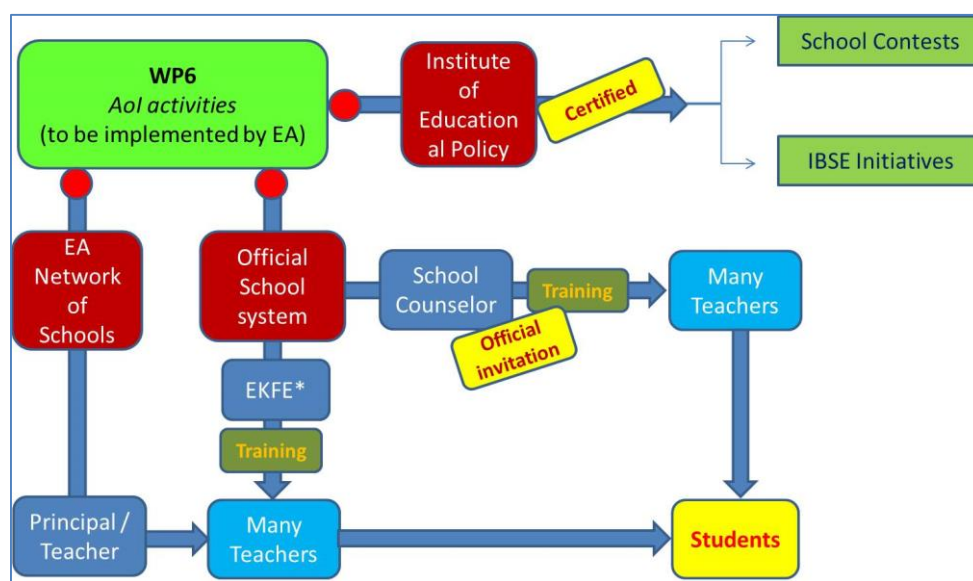 WP6
AoI activities
(to be implemented by EA)
Institute
of
Education
al Policy
Certified
School Contests
IBSE Initiatives
EA
Network
of
Schools
Official
School
system
School
Counselor
Training
Official
invitation
Many
Teachers
EKFE*
Training
Principal /
Teacher
Many
Teachers
Students